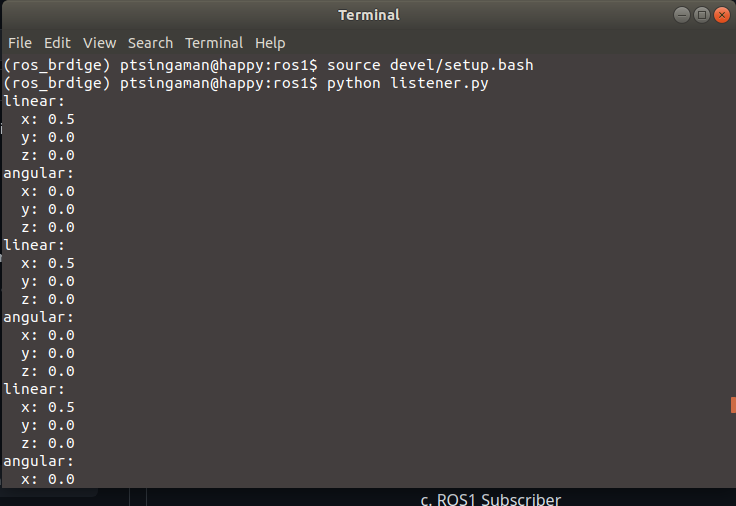 Terminal
File Edit View Search Terminal Help
(ros_brdige) ptsingaman@happy:ros1$ source devel/setup.bash
(ros_brdige) ptsingaman@happy:ros1$ python listener.py
linear:
  x: 0.5
  y: 0.0
  z: 0.0
angular:
  x: 0.0
  y: 0.0
  z: 0.0
linear:
  x: 0.5
  y: 0.0
  z: 0.0
angular:
  x: 0.0
  y: 0.0
  z: 0.0
linear:
  x: 0.5
  y: 0.0
  z: 0.0
angular:
  x: 0.0
c. ROS1 Subscriber